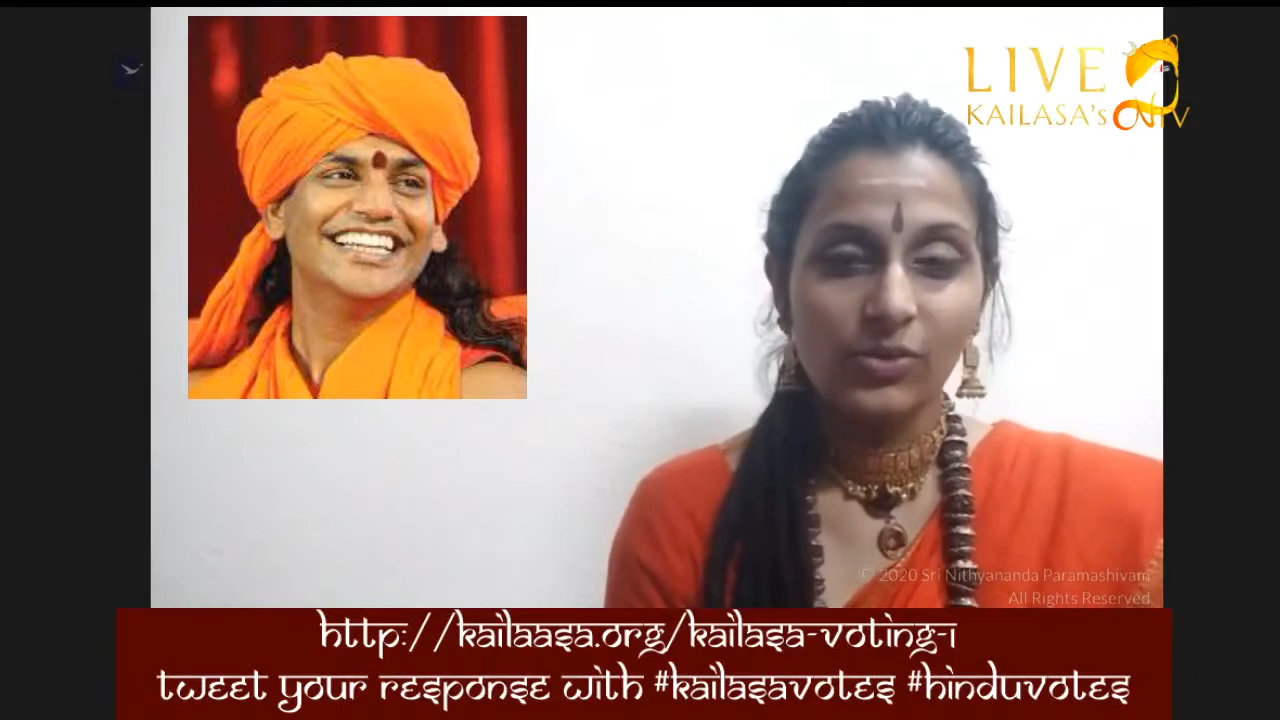 LIVE
KAILASA's NTV
© 2020 Sri Nithyananda Paramashivam
All Rights Reserved
http://kailaasa.org/kailasa-voting-1
tweet your response with #kailasavotes #hinduvotes